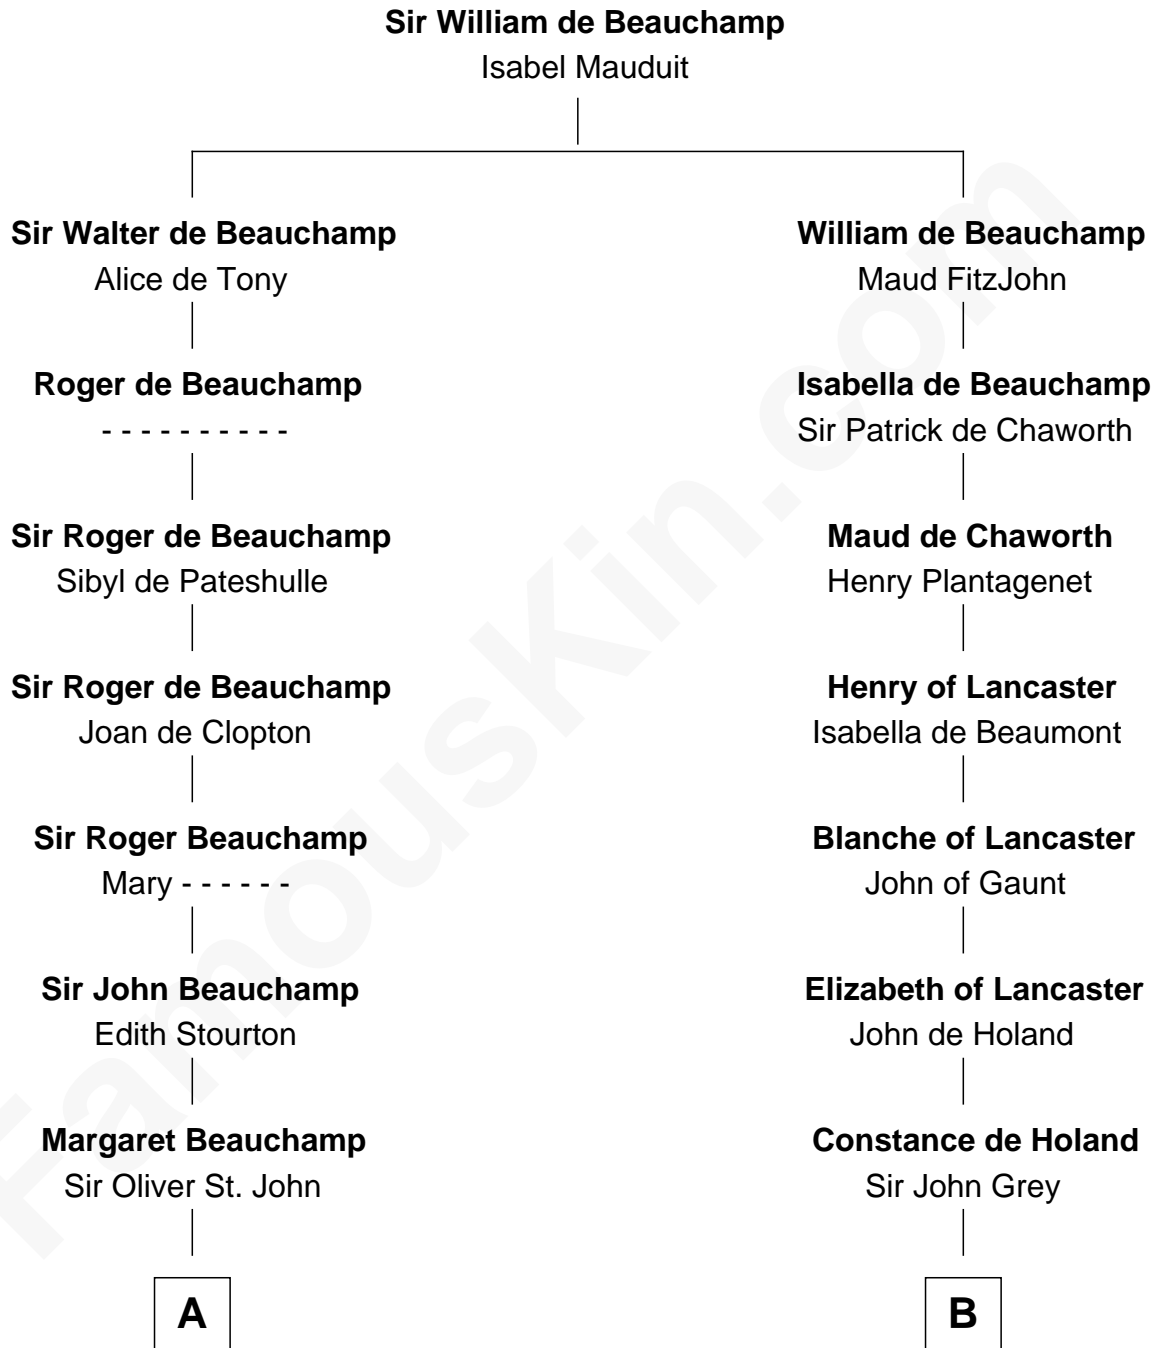 Sir William de Beauchamp
Isabel Mauduit
Sir Walter de Beauchamp
Alice de Tony
William de Beauchamp
Maud FitzJohn
Roger de Beauchamp
- - - - - - - - - -
Isabella de Beauchamp
Sir Patrick de Chaworth
Sir Roger de Beauchamp
Sibyl de Pateshulle
Maud de Chaworth
Henry Plantagenet
Sir Roger de Beauchamp
Joan de Clopton
Henry of Lancaster
Isabella de Beaumont
Sir Roger Beauchamp
Mary - - - - - -
Blanche of Lancaster
John of Gaunt
Sir John Beauchamp
Edith Stourton
Elizabeth of Lancaster
John de Holand
Margaret Beauchamp
Sir Oliver St. John
Constance de Holand
Sir John Grey
A
B
FamousKin.com